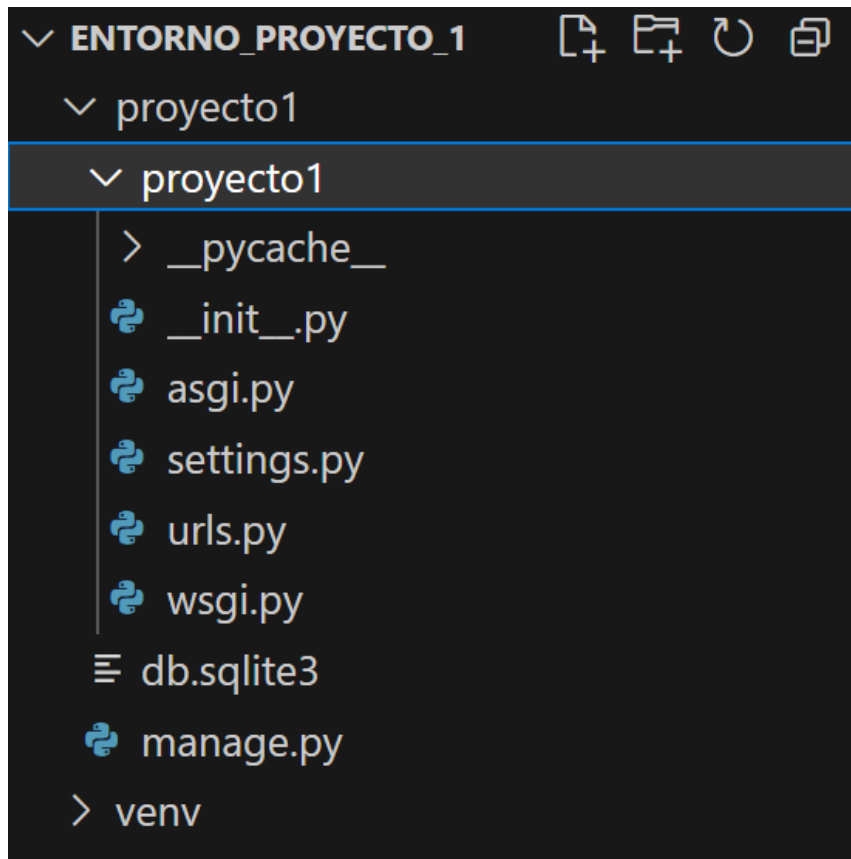 ENTORNO_PROYECTO_1
proyecto1
proyecto1
__pycache__
__init__.py
asgi.py
settings.py
urls.py
wsgi.py
db.sqlite3
manage.py
venv